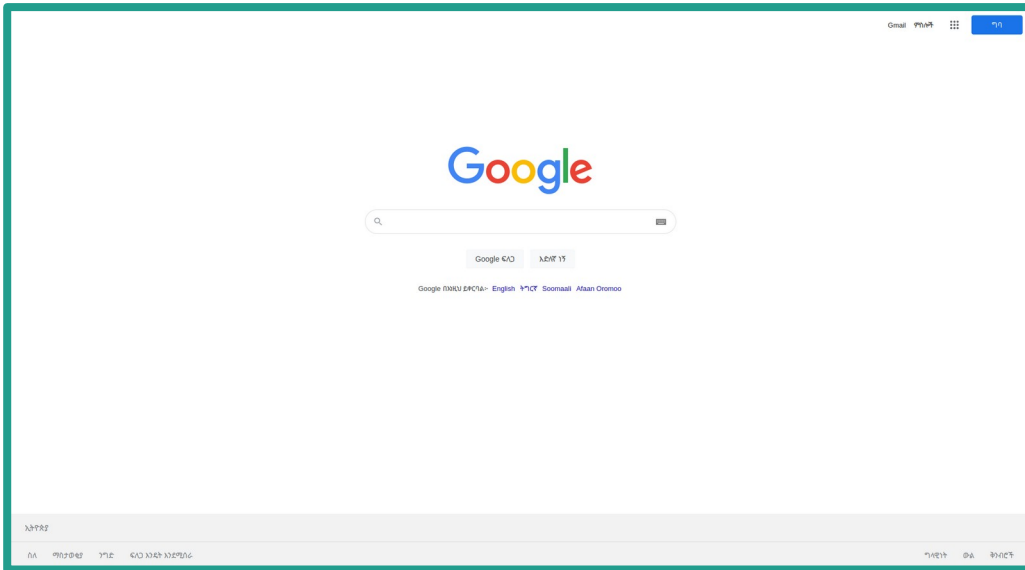 Gmail ምስሎች ግባ
Google
Google ፍለጋ እድለኛ ነኝ
Google በነዚህ ይቀርባል፦ English ትግርኛ Soomaali Afaan Oromoo
ኢትዮጵያ
ስለ ማስታወቂያ ንግድ ፍለጋ እንዴት እንደሚሰራ ግላዊነት ውል ቅንብሮች